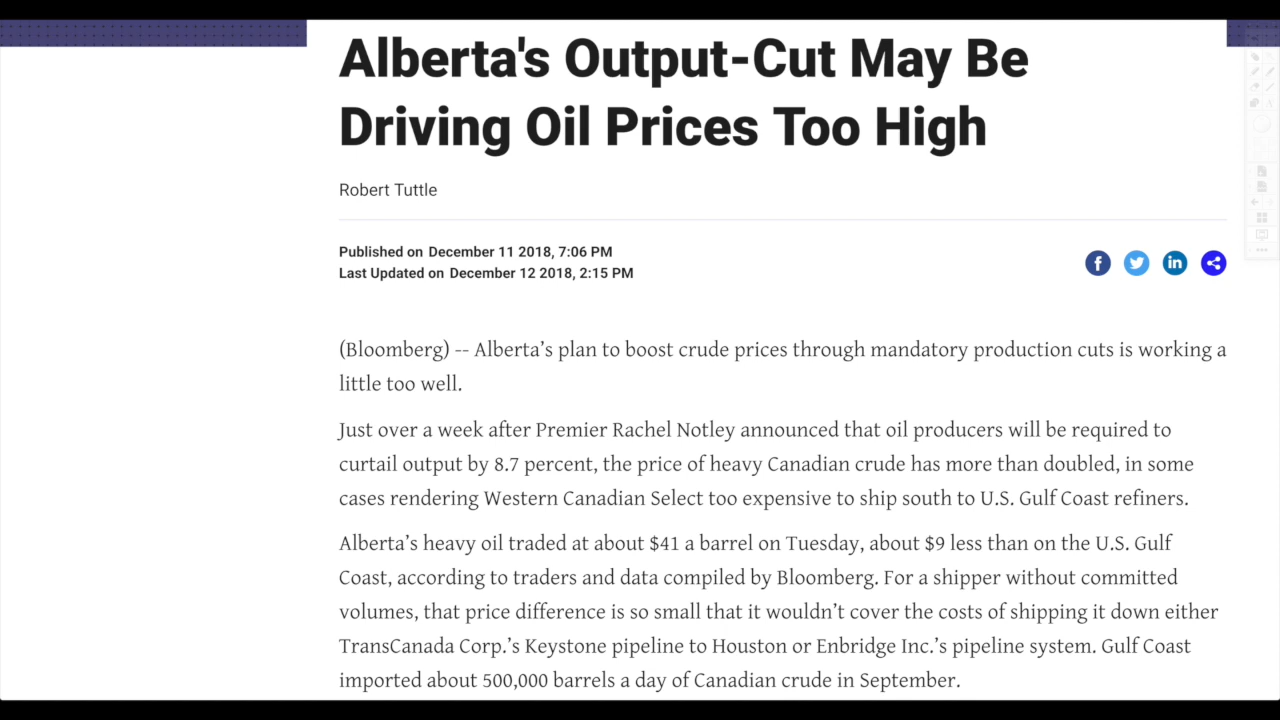 Alberta's Output-Cut May Be
Driving Oil Prices Too High
Robert Tuttle
Published on December 11 2018, 7:06 PM
Last Updated on December 12 2018, 2:15 PM
(Bloomberg) -- Alberta’s plan to boost crude prices through mandatory production cuts is working a
little too well.
Just over a week after Premier Rachel Notley announced that oil producers will be required to
curtail output by 8.7 percent, the price of heavy Canadian crude has more than doubled, in some
cases rendering Western Canadian Select too expensive to ship south to U.S. Gulf Coast refiners.
Alberta’s heavy oil traded at about $41 a barrel on Tuesday, about $9 less than on the U.S. Gulf
Coast, according to traders and data compiled by Bloomberg. For a shipper without committed
volumes, that price difference is so small that it wouldn’t cover the costs of shipping it down either
TransCanada Corp.’s Keystone pipeline to Houston or Enbridge Inc.’s pipeline system. Gulf Coast
imported about 500,000 barrels a day of Canadian crude in September.